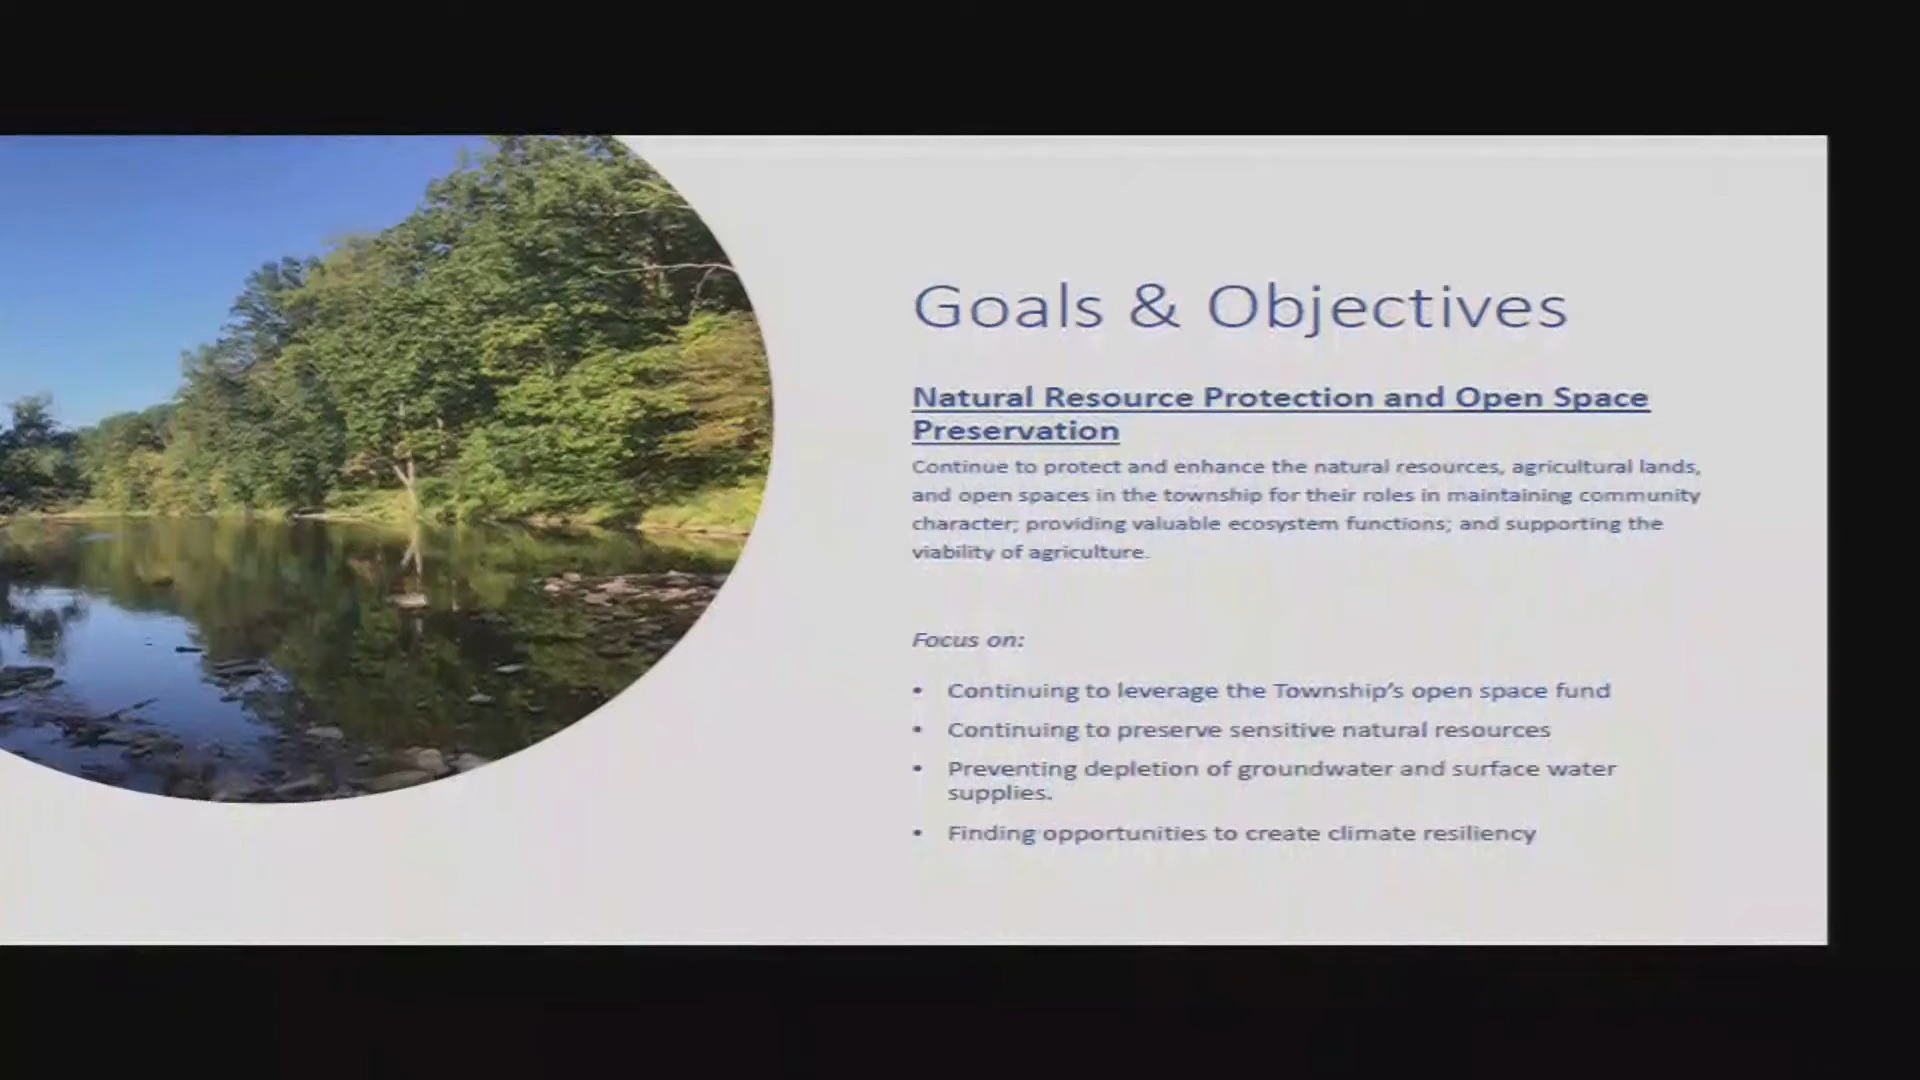 Goals & Objectives
Natural Resource Protection and Open Space
Preservation
Continue to protect and enhance the natural resources, agricultural lands,
and open spaces in the township for their roles in maintaining community
character; providing valuable ecosystem functions; and supporting the
viability of agriculture.
Focus on:
• Continuing to leverage the Township’s open space fund
• Continuing to preserve sensitive natural resources
• Preventing depletion of groundwater and surface water
supplies.
• Finding opportunities to create climate resiliency